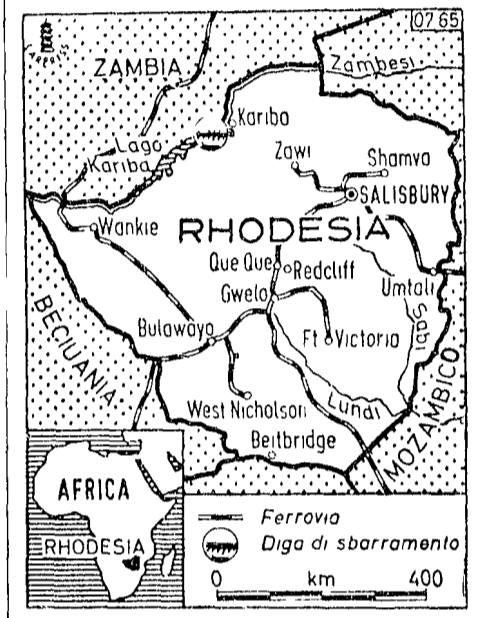 07 65
ZAMBIA
Zambesi
Kariba
Lago
Kariba
Zawi
Shamva
SALISBURY
Wankie
RHODESIA
Que Que
Redcliff
Gwelo
Umtali
Sabi
BECIUANIA
Bulawayo
Ft Victoria
MOZAMBICO
West Nicholson
Lundi
Beitbridge
AFRICA
RHODESIA
Ferrovia
Diga di sbarramento
0 km 400